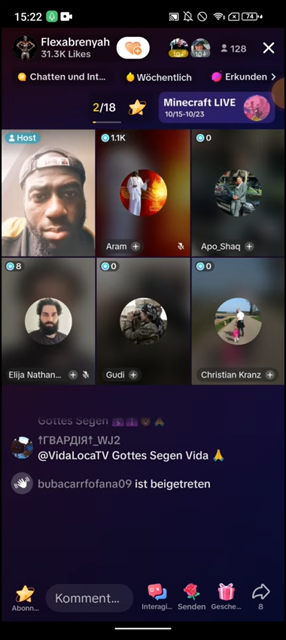 15:22
74
Flexabrenyah
31.3K Likes
128
Chatten und Int...
Wöchentlich
Erkunden
2/18
Minecraft LIVE
10/15-10/23
Host
1.1K
0
Aram
Apo_Shaq
8
0
0
Elija Nathan...
Gudi
Christian Kranz
Gottes Segen
†ГВАРДІЯ†_WJ2
@VidaLocaTV Gottes Segen Vida 🙏
bubacarrfofana09 ist beigetreten
Komment...
Abonn...
Interagi...
Senden
Gesche...
8